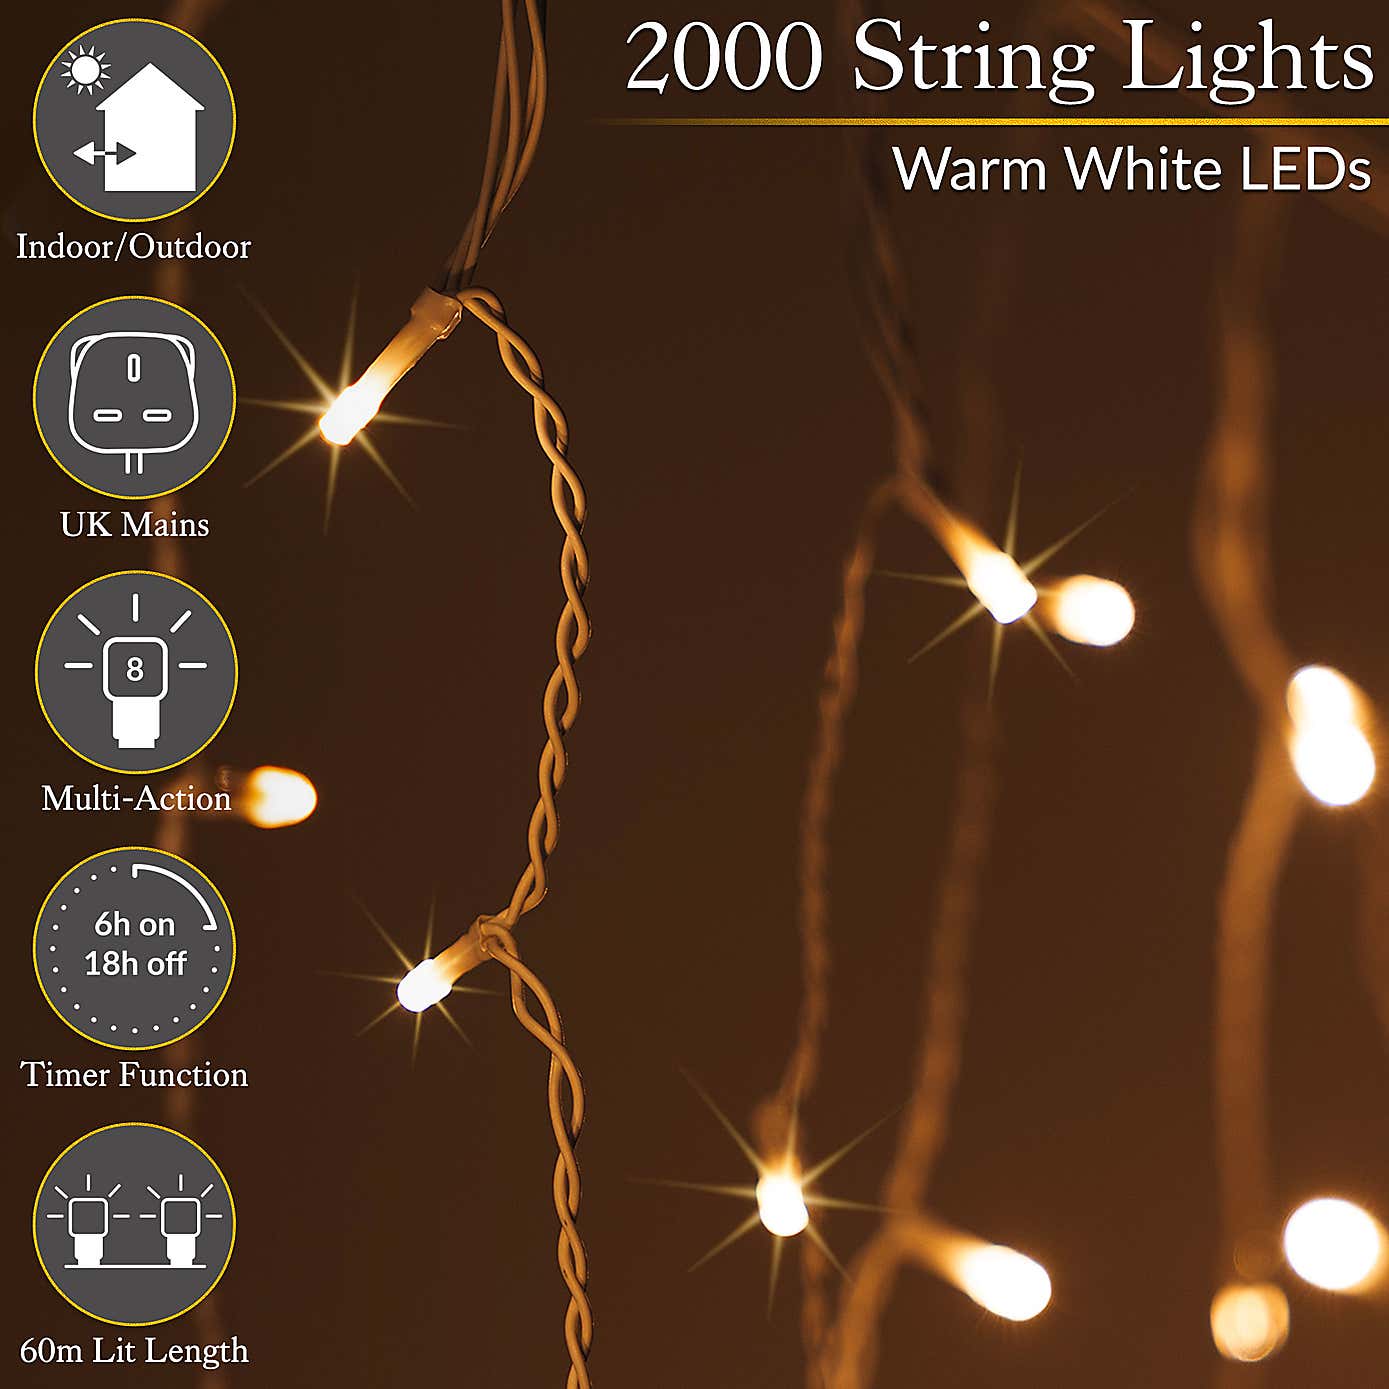 2000 String Lights
Warm White LEDs
Indoor/Outdoor
UK Mains
8
Multi-Action
6h on
18h off
Timer Function
60m Lit Length